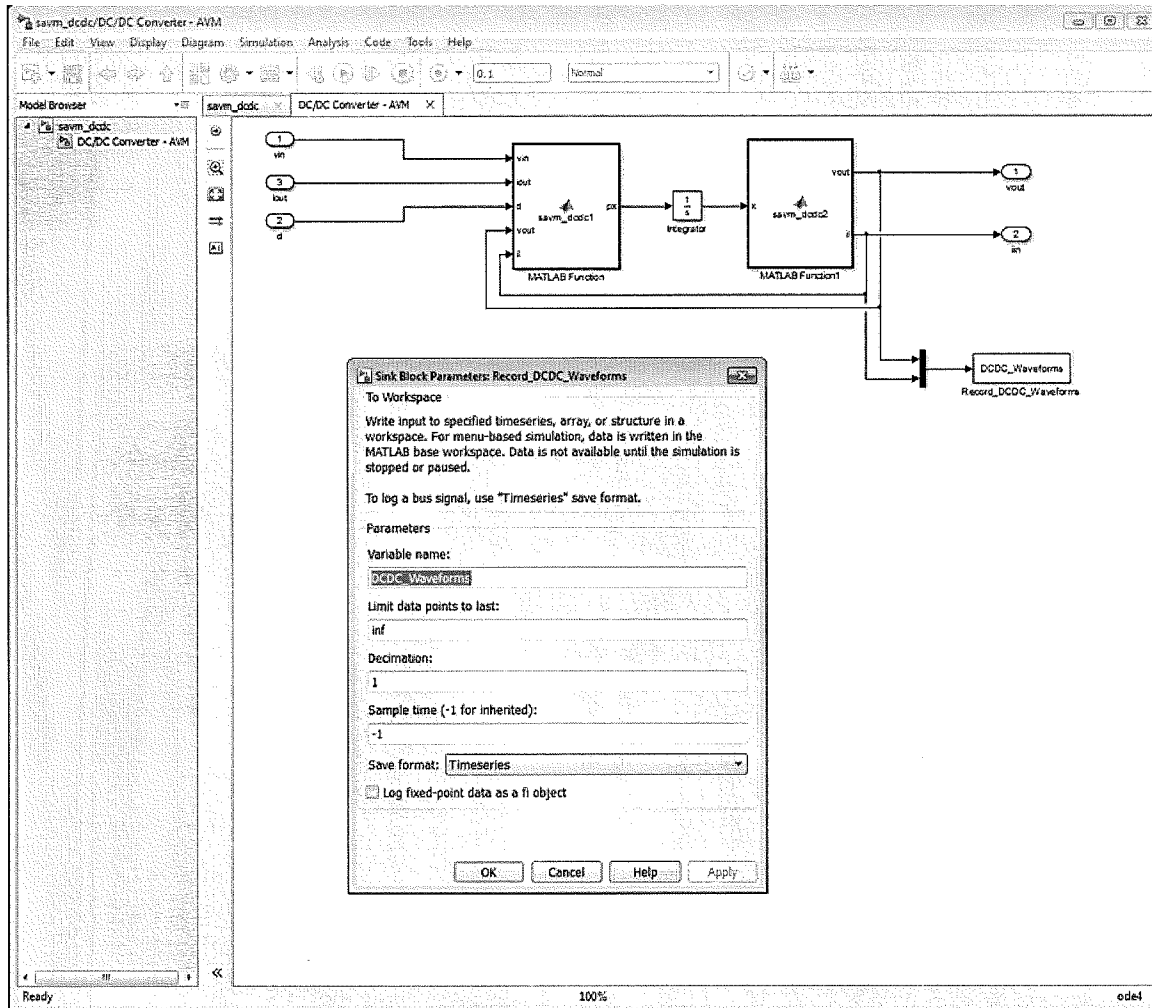 savm_dcdc/DC/DC Converter - AVM
File Edit View Display Diagram Simulation Analysis Code Tools Help
0.1 Normal
Model Browser
savm_dcdc
DC/DC Converter - AVM
savm_dcdc
DC/DC Converter - AVM
1
vin
3
iout
2
d
vin
iout
d
vout
il
savm_dcdc1
px
MATLAB Function
1
s
Integrator
x
savm_dcdc2
vout
il
MATLAB Function1
1
vout
2
iin
DCDC_Waveforms
Record_DCDC_Waveforms
Sink Block Parameters: Record_DCDC_Waveforms
To Workspace
Write input to specified timeseries, array, or structure in a
workspace. For menu-based simulation, data is written in the
MATLAB base workspace. Data is not available until the simulation is
stopped or paused.
To log a bus signal, use "Timeseries" save format.
Parameters
Variable name:
DCDC_Waveforms
Limit data points to last:
inf
Decimation:
1
Sample time (-1 for inherited):
-1
Save format: Timeseries
Log fixed-point data as a fi object
OK Cancel Help Apply
Ready 100% ode4